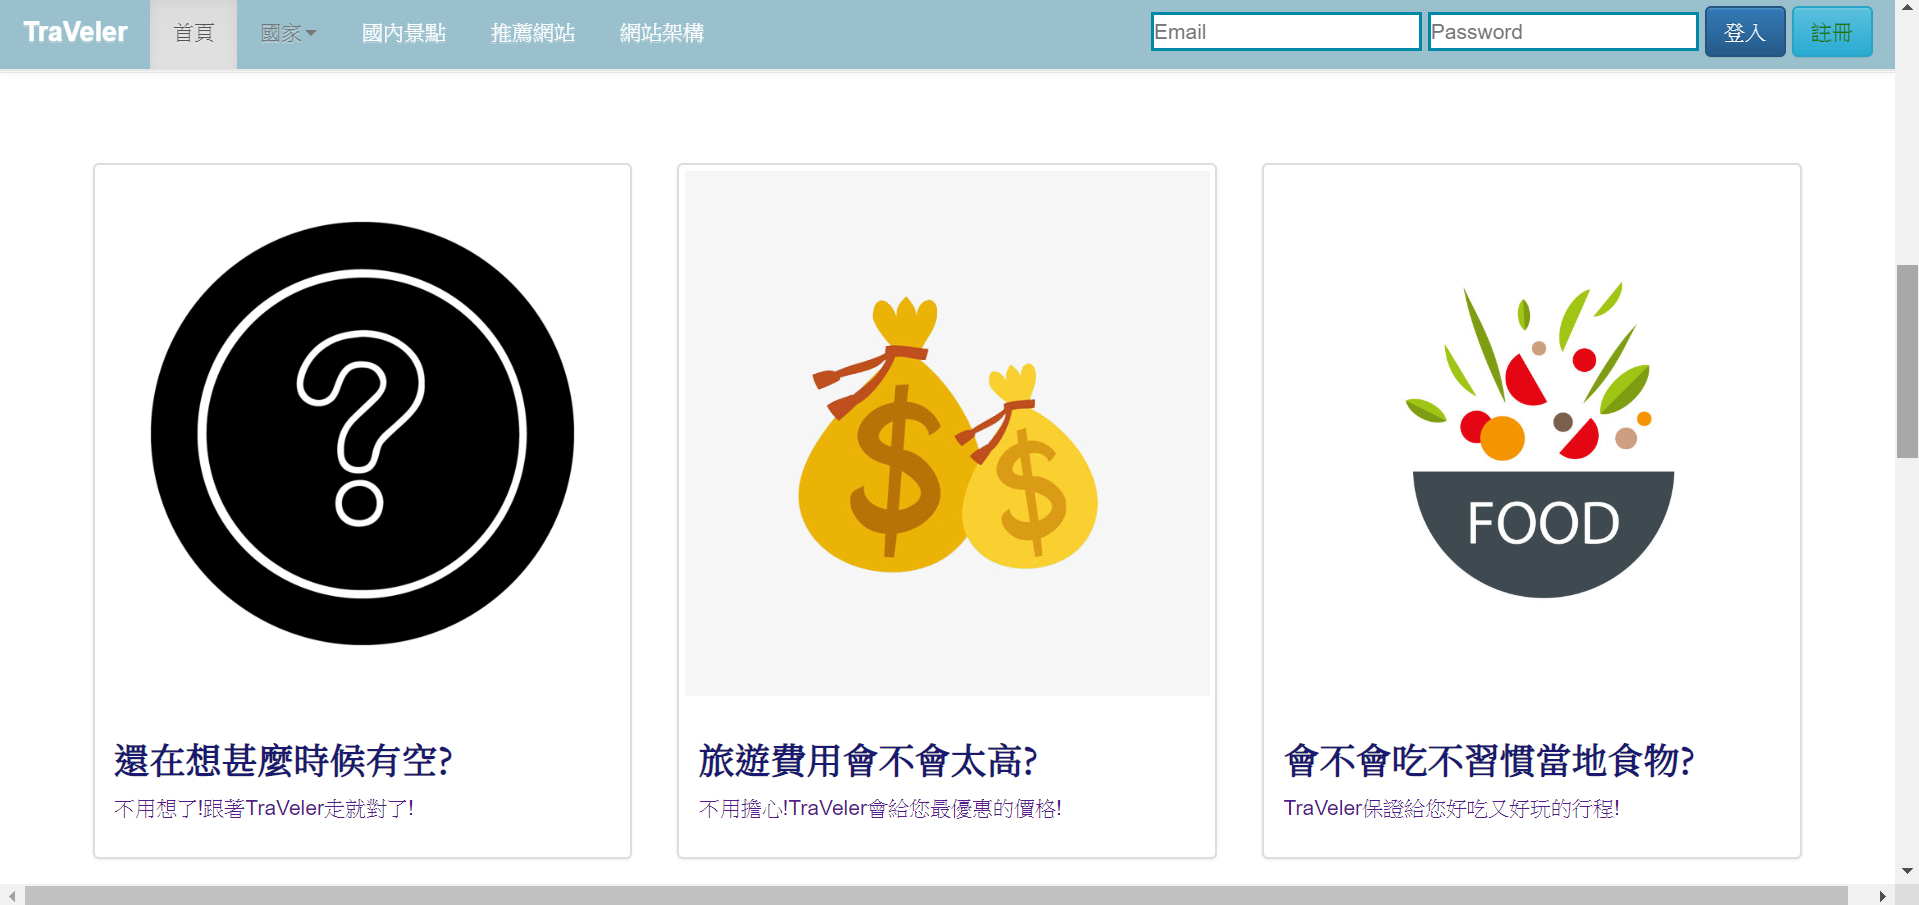 TraVeler 首頁 國家 國內景點 推薦網站 網站架構 Email Password 登入 註冊
$ $
FOOD
還在想甚麼時候有空? 旅遊費用會不會太高? 會不會吃不習慣當地食物?
不用想了!跟著TraVeler走就對了! 不用擔心!TraVeler會給您最優惠的價格! TraVeler保證給您好吃又好玩的行程!